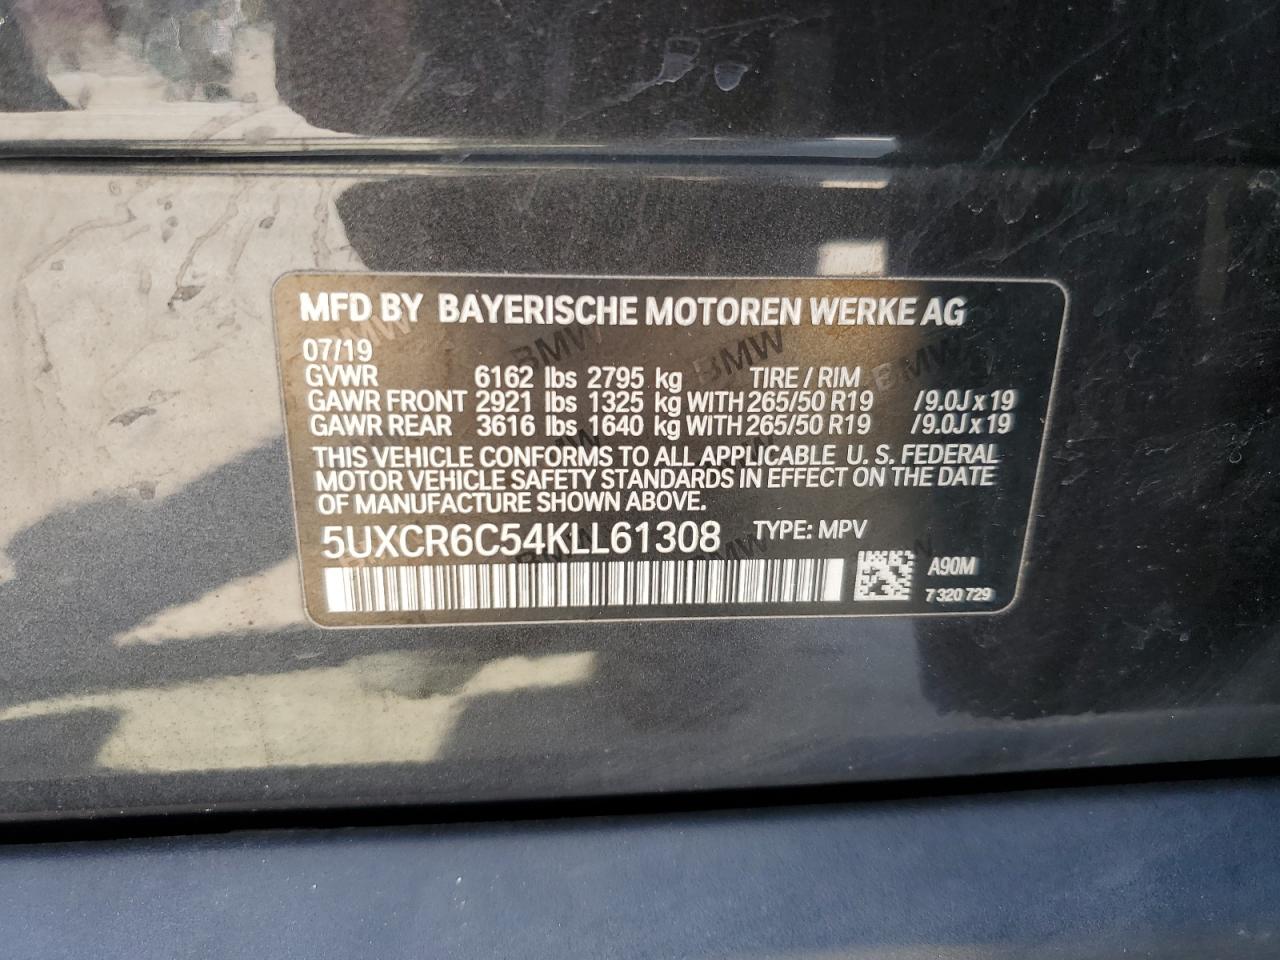 MFD BY BAYERISCHE MOTOREN WERKE AG
07/19
GVWR 6162 lbs 2795 kg TIRE / RIM
GAWR FRONT 2921 lbs 1325 kg WITH 265/50 R19 /9.0J x 19
GAWR REAR 3616 lbs 1640 kg WITH 265/50 R19 /9.0J x 19
THIS VEHICLE CONFORMS TO ALL APPLICABLE U. S. FEDERAL
MOTOR VEHICLE SAFETY STANDARDS IN EFFECT ON THE DATE
OF MANUFACTURE SHOWN ABOVE.
5UXCR6C54KLL61308 TYPE: MPV
A90M
7 320 729